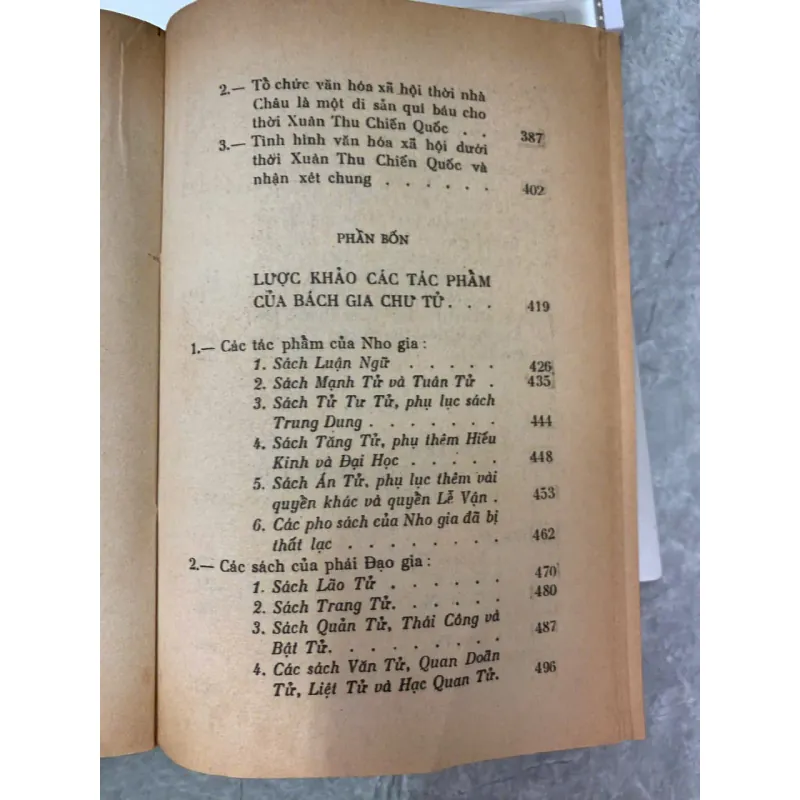 2.— Tổ chức văn hóa xã hội thời nhà
Châu là một di sản quí báu cho
thời Xuân Thu Chiến Quốc . . 387
3.— Tình hình văn hóa xã hội dưới
thời Xuân Thu Chiến Quốc và
nhận xét chung . . . . . . 402
PHẦN BỐN
LƯỢC KHẢO CÁC TÁC PHẨM
CỦA BÁCH GIA CHƯ TỬ. . . 419
1.— Các tác phẩm của Nho gia :
1. Sách Luận Ngữ . . . . . 426
2. Sách Mạnh Tử và Tuân Tử . 435
3. Sách Tử Tư Tử, phụ lục sách
Trung Dung . . . . . . . 444
4. Sách Tăng Tử, phụ thêm Hiếu
Kinh và Đại Học . . . . . 448
5. Sách Án Tử, phụ lục thêm vài
quyền khác và quyền Lễ Vận . 453
6. Các pho sách của Nho gia đã bị
thất lạc . . . . . . . . 462
2.— Các sách của phái Đạo gia :
1. Sách Lão Tử . . . . . . 470
2. Sách Trang Tử. . . . . . 480
3. Sách Quản Tử, Thái Công và
Bật Tử. . . . . . . . . 487
4. Các sách Văn Tử, Quan Doãn
Tử, Liệt Tử và Hạc Quan Tử. 496